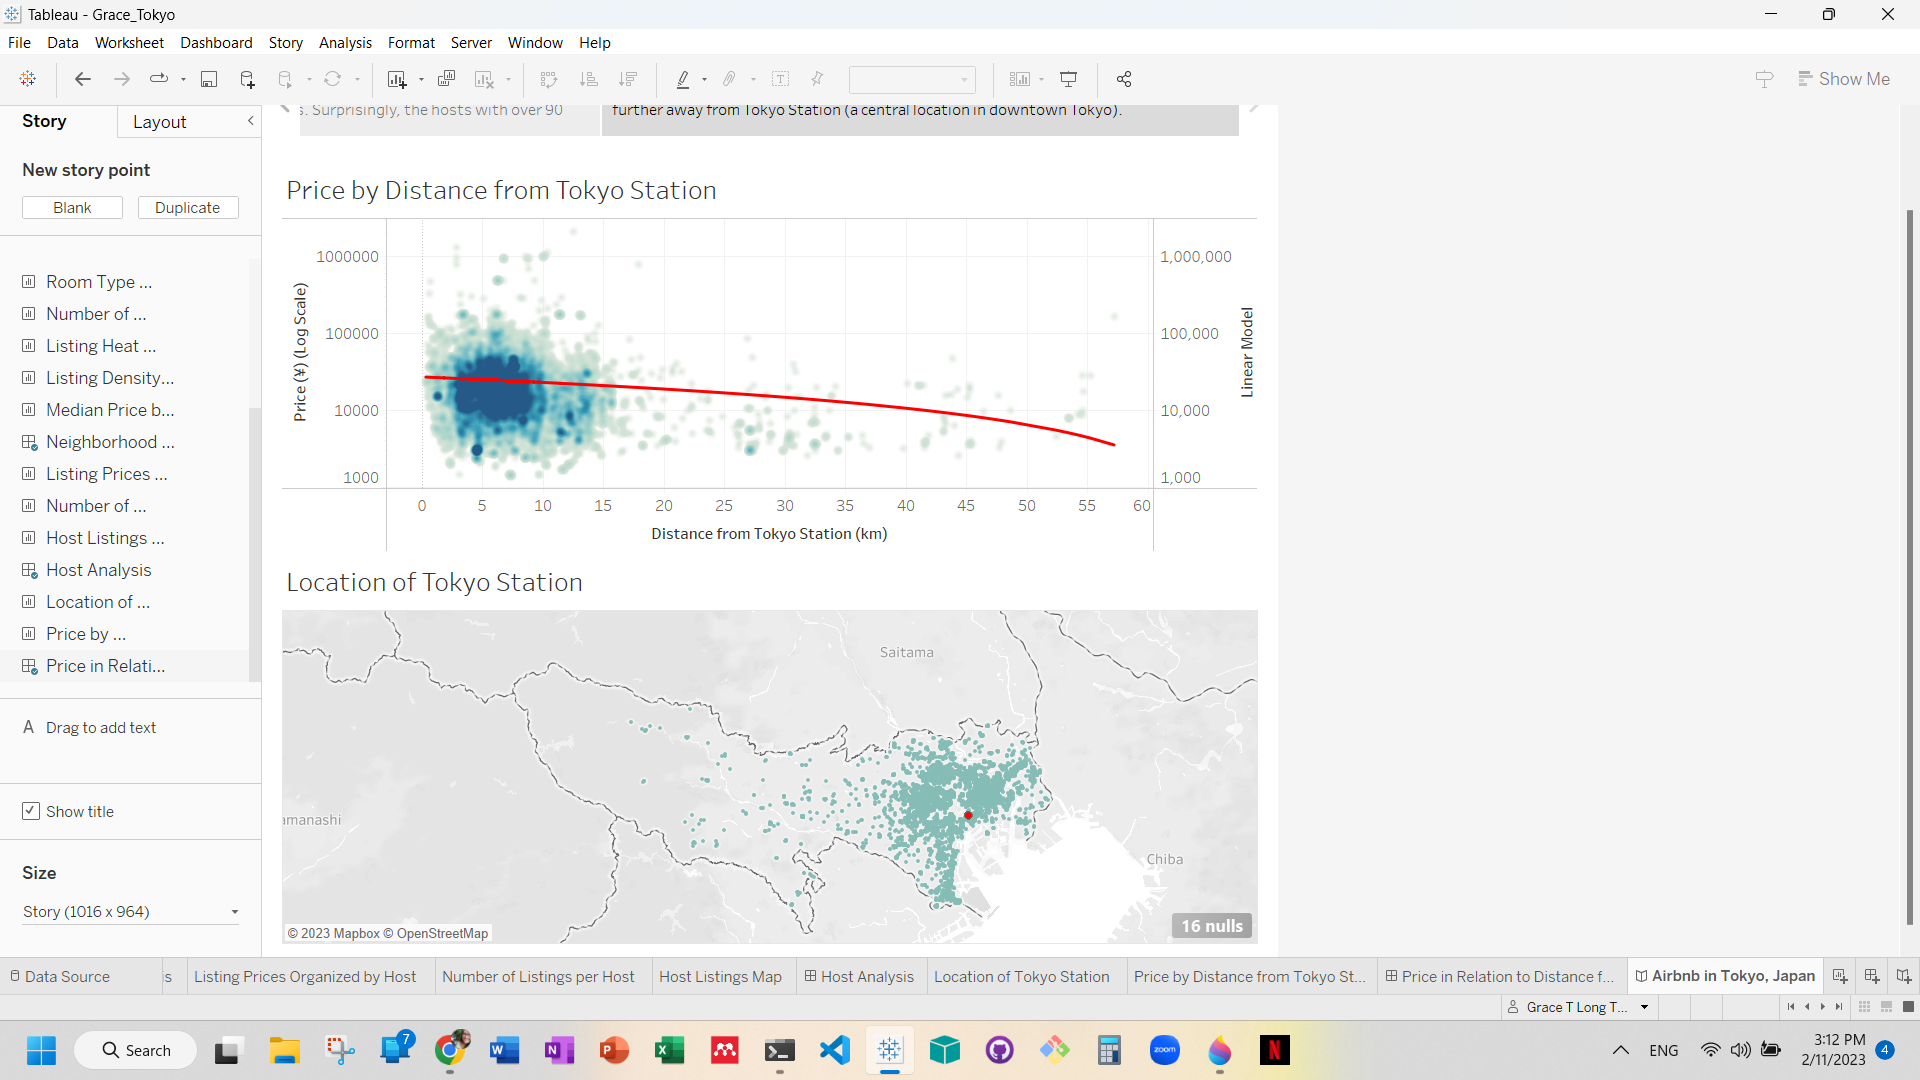 Tableau - Grace_Tokyo
File Data Worksheet Dashboard Story Analysis Format Server Window Help
Show Me
Story Layout
s. Surprisingly, the hosts with over 90
further away from Tokyo Station (a central location in downtown Tokyo).
New story point
Blank Duplicate
Room Type ...
Number of ...
Listing Heat ...
Listing Density...
Median Price b...
Neighborhood ...
Listing Prices ...
Number of ...
Host Listings ...
Host Analysis
Location of ...
Price by ...
Price in Relati...
A Drag to add text
Show title
Size
Story (1016 x 964)
Price by Distance from Tokyo Station
Price (¥) (Log Scale)
1000000
100000
10000
1000
1,000,000
100,000
10,000
1,000
Linear Model
0 5 10 15 20 25 30 35 40 45 50 55 60
Distance from Tokyo Station (km)
Location of Tokyo Station
Saitama
amanashi
Chiba
© 2023 Mapbox © OpenStreetMap
16 nulls
Data Source is Listing Prices Organized by Host Number of Listings per Host Host Listings Map Host Analysis Location of Tokyo Station Price by Distance from Tokyo St... Price in Relation to Distance f... Airbnb in Tokyo, Japan
Grace T Long T...
Search
7
zoom
N
ENG
3:12 PM
2/11/2023
4